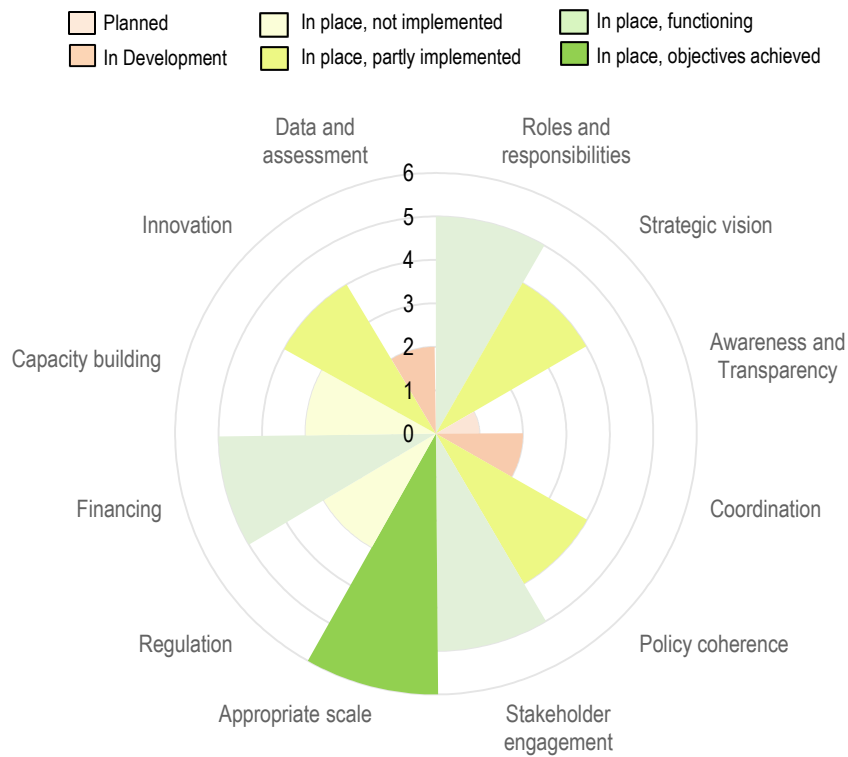 Planned
In place, not implemented
In place, functioning
In Development
In place, partly implemented
In place, objectives achieved
Data and
assessment
Roles and
responsibilities
6
5
4
3
2
1
0
Innovation
Strategic vision
Capacity building
Awareness and
Transparency
Financing
Coordination
Regulation
Policy coherence
Appropriate scale
Stakeholder
engagement